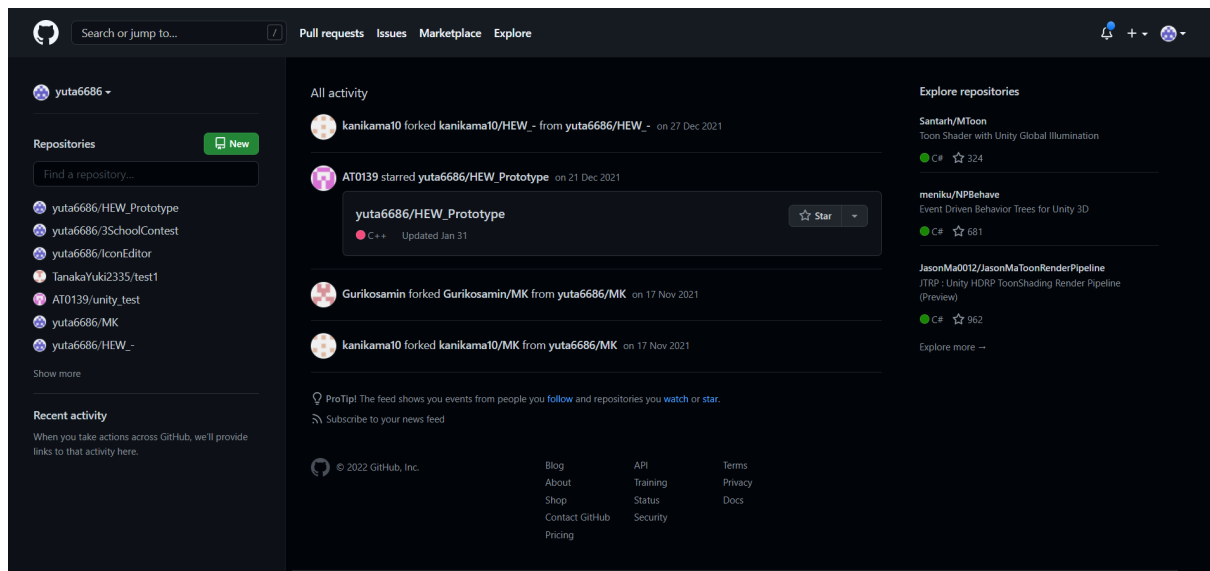 Search or jump to... /
Pull requests Issues Marketplace Explore
yuta6686
Repositories
New
Find a repository...
yuta6686/HEW_Prototype
yuta6686/3SchoolContest
yuta6686/IconEditor
TanakaYuki2335/test1
AT0139/unity_test
yuta6686/MK
yuta6686/HEW_-
Show more
Recent activity
When you take actions across GitHub, we'll provide
links to that activity here.
All activity
kanikama10 forked kanikama10/HEW_- from yuta6686/HEW_- on 27 Dec 2021
AT0139 starred yuta6686/HEW_Prototype on 21 Dec 2021
yuta6686/HEW_Prototype
Star
C++ Updated Jan 31
Gurikosamin forked Gurikosamin/MK from yuta6686/MK on 17 Nov 2021
kanikama10 forked kanikama10/MK from yuta6686/MK on 17 Nov 2021
ProTip! The feed shows you events from people you follow and repositories you watch or star.
Subscribe to your news feed
© 2022 GitHub, Inc.
Blog
About
Shop
Contact GitHub
Pricing
API
Training
Status
Security
Terms
Privacy
Docs
Explore repositories
Santarh/MToon
Toon Shader with Unity Global Illumination
C# 324
meniku/NPBehave
Event Driven Behavior Trees for Unity 3D
C# 681
JasonMa0012/JasonMaToonRenderPipeline
JTRP : Unity HDRP ToonShading Render Pipeline
(Preview)
C# 962
Explore more →